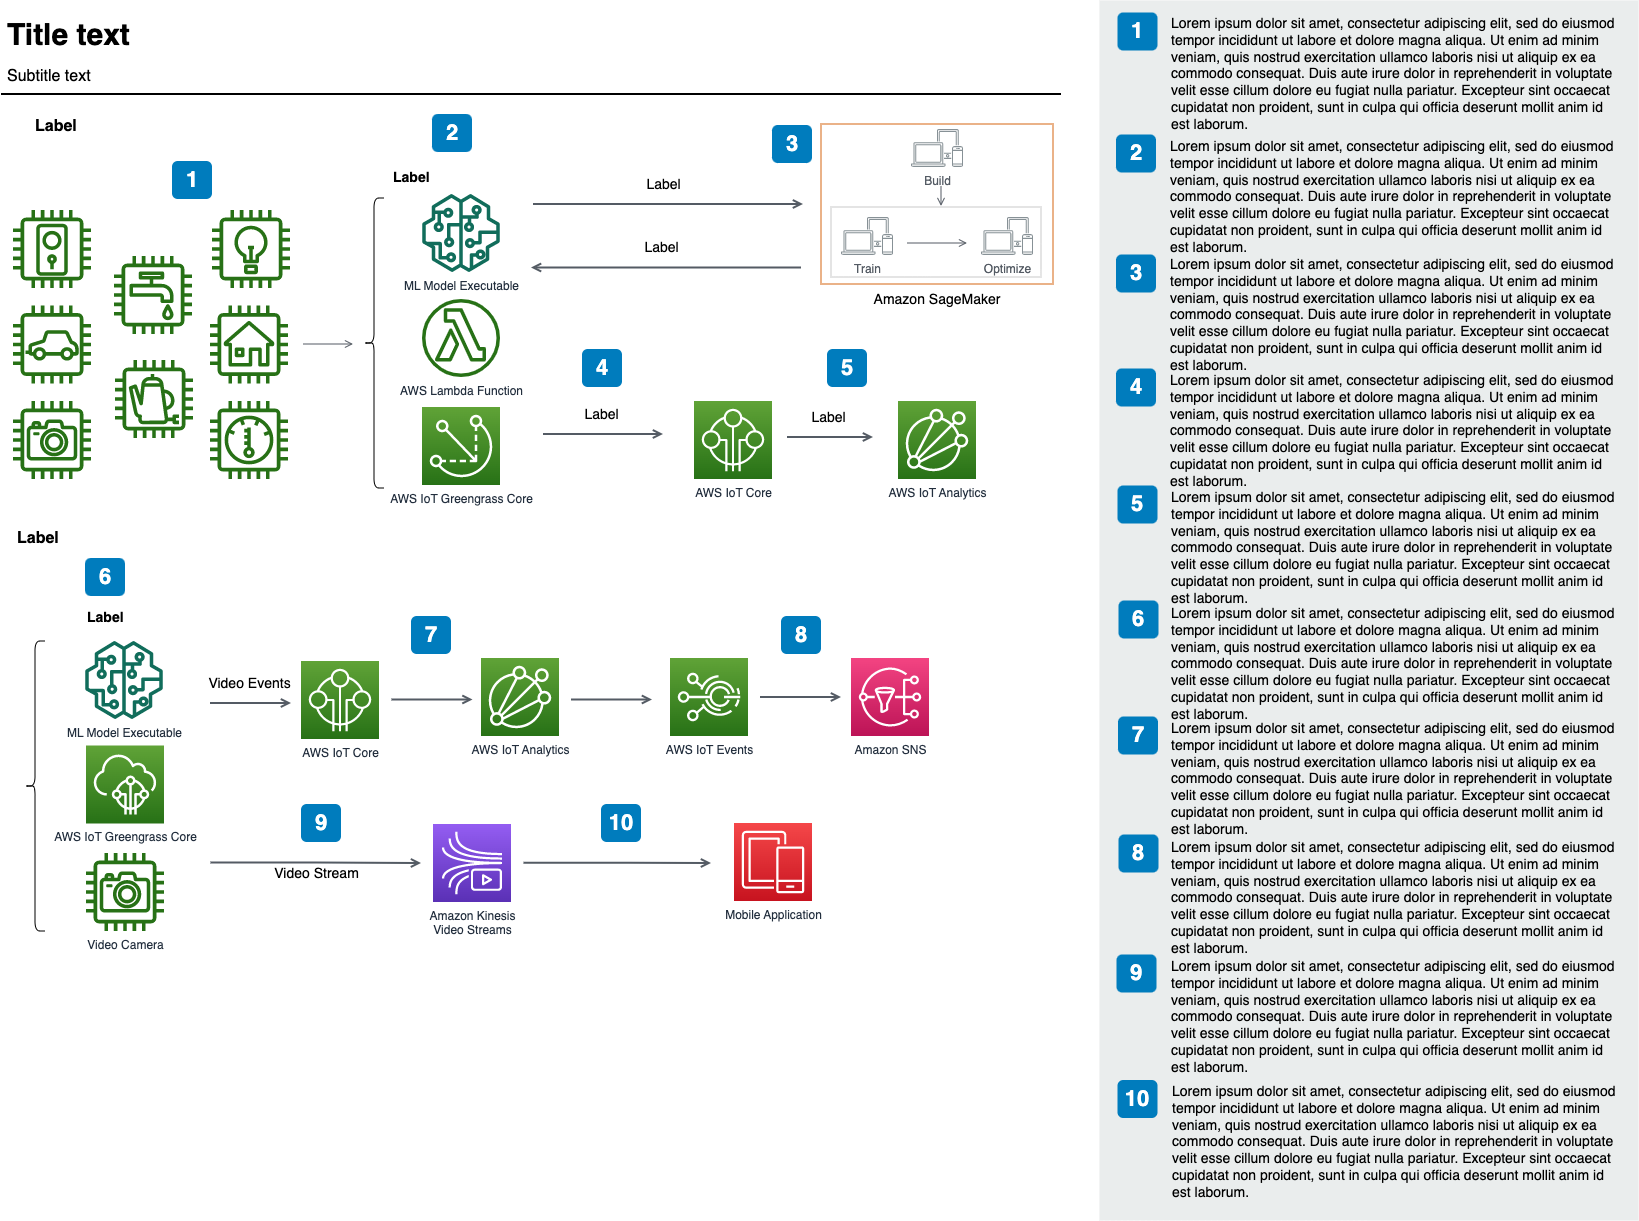 Title text
Subtitle text
Label
1
2
Label
ML Model Executable
AWS Lambda Function
AWS IoT Greengrass Core
Label
Label
3
Build
Train
Optimize
Amazon SageMaker
4
Label
AWS IoT Core
5
Label
AWS IoT Analytics
Label
6
Label
ML Model Executable
AWS IoT Greengrass Core
Video Camera
Video Events
AWS IoT Core
7
AWS IoT Analytics
AWS IoT Events
8
Amazon SNS
9
Video Stream
Amazon Kinesis
Video Streams
10
Mobile Application
1
Lorem ipsum dolor sit amet, consectetur adipiscing elit, sed do eiusmod
tempor incididunt ut labore et dolore magna aliqua. Ut enim ad minim
veniam, quis nostrud exercitation ullamco laboris nisi ut aliquip ex ea
commodo consequat. Duis aute irure dolor in reprehenderit in voluptate
velit esse cillum dolore eu fugiat nulla pariatur. Excepteur sint occaecat
cupidatat non proident, sunt in culpa qui officia deserunt mollit anim id
est laborum.
2
Lorem ipsum dolor sit amet, consectetur adipiscing elit, sed do eiusmod
tempor incididunt ut labore et dolore magna aliqua. Ut enim ad minim
veniam, quis nostrud exercitation ullamco laboris nisi ut aliquip ex ea
commodo consequat. Duis aute irure dolor in reprehenderit in voluptate
velit esse cillum dolore eu fugiat nulla pariatur. Excepteur sint occaecat
cupidatat non proident, sunt in culpa qui officia deserunt mollit anim id
est laborum.
3
Lorem ipsum dolor sit amet, consectetur adipiscing elit, sed do eiusmod
tempor incididunt ut labore et dolore magna aliqua. Ut enim ad minim
veniam, quis nostrud exercitation ullamco laboris nisi ut aliquip ex ea
commodo consequat. Duis aute irure dolor in reprehenderit in voluptate
velit esse cillum dolore eu fugiat nulla pariatur. Excepteur sint occaecat
cupidatat non proident, sunt in culpa qui officia deserunt mollit anim id
est laborum.
4
Lorem ipsum dolor sit amet, consectetur adipiscing elit, sed do eiusmod
tempor incididunt ut labore et dolore magna aliqua. Ut enim ad minim
veniam, quis nostrud exercitation ullamco laboris nisi ut aliquip ex ea
commodo consequat. Duis aute irure dolor in reprehenderit in voluptate
velit esse cillum dolore eu fugiat nulla pariatur. Excepteur sint occaecat
cupidatat non proident, sunt in culpa qui officia deserunt mollit anim id
est laborum.
5
Lorem ipsum dolor sit amet, consectetur adipiscing elit, sed do eiusmod
tempor incididunt ut labore et dolore magna aliqua. Ut enim ad minim
veniam, quis nostrud exercitation ullamco laboris nisi ut aliquip ex ea
commodo consequat. Duis aute irure dolor in reprehenderit in voluptate
velit esse cillum dolore eu fugiat nulla pariatur. Excepteur sint occaecat
cupidatat non proident, sunt in culpa qui officia deserunt mollit anim id
est laborum.
6
Lorem ipsum dolor sit amet, consectetur adipiscing elit, sed do eiusmod
tempor incididunt ut labore et dolore magna aliqua. Ut enim ad minim
veniam, quis nostrud exercitation ullamco laboris nisi ut aliquip ex ea
commodo consequat. Duis aute irure dolor in reprehenderit in voluptate
velit esse cillum dolore eu fugiat nulla pariatur. Excepteur sint occaecat
cupidatat non proident, sunt in culpa qui officia deserunt mollit anim id
est laborum.
7
Lorem ipsum dolor sit amet, consectetur adipiscing elit, sed do eiusmod
tempor incididunt ut labore et dolore magna aliqua. Ut enim ad minim
veniam, quis nostrud exercitation ullamco laboris nisi ut aliquip ex ea
commodo consequat. Duis aute irure dolor in reprehenderit in voluptate
velit esse cillum dolore eu fugiat nulla pariatur. Excepteur sint occaecat
cupidatat non proident, sunt in culpa qui officia deserunt mollit anim id
est laborum.
8
Lorem ipsum dolor sit amet, consectetur adipiscing elit, sed do eiusmod
tempor incididunt ut labore et dolore magna aliqua. Ut enim ad minim
veniam, quis nostrud exercitation ullamco laboris nisi ut aliquip ex ea
commodo consequat. Duis aute irure dolor in reprehenderit in voluptate
velit esse cillum dolore eu fugiat nulla pariatur. Excepteur sint occaecat
cupidatat non proident, sunt in culpa qui officia deserunt mollit anim id
est laborum.
9
Lorem ipsum dolor sit amet, consectetur adipiscing elit, sed do eiusmod
tempor incididunt ut labore et dolore magna aliqua. Ut enim ad minim
veniam, quis nostrud exercitation ullamco laboris nisi ut aliquip ex ea
commodo consequat. Duis aute irure dolor in reprehenderit in voluptate
velit esse cillum dolore eu fugiat nulla pariatur. Excepteur sint occaecat
cupidatat non proident, sunt in culpa qui officia deserunt mollit anim id
est laborum.
10
Lorem ipsum dolor sit amet, consectetur adipiscing elit, sed do eiusmod
tempor incididunt ut labore et dolore magna aliqua. Ut enim ad minim
veniam, quis nostrud exercitation ullamco laboris nisi ut aliquip ex ea
commodo consequat. Duis aute irure dolor in reprehenderit in voluptate
velit esse cillum dolore eu fugiat nulla pariatur. Excepteur sint occaecat
cupidatat non proident, sunt in culpa qui officia deserunt mollit anim id
est laborum.